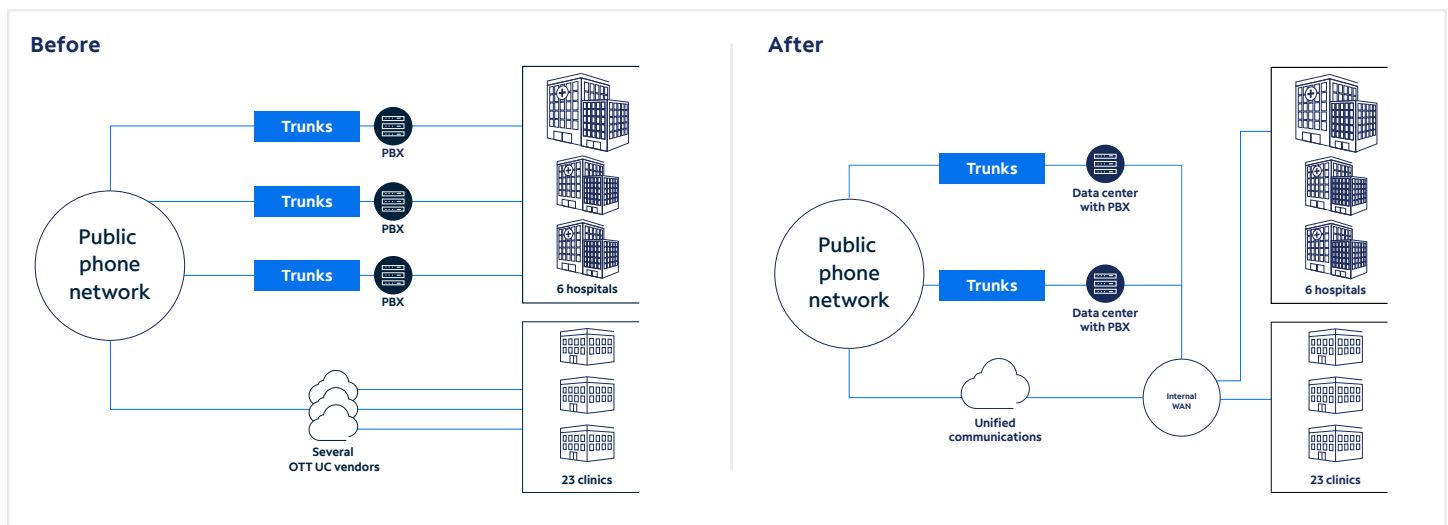 Before
Trunks
PBX
Trunks
PBX
Trunks
PBX
Public
phone
network
6 hospitals
Several
OTT UC vendors
23 clinics
After
Trunks
Data center
with PBX
Public
phone
network
Trunks
Data center
with PBX
6 hospitals
Internal
WAN
Unified
communications
23 clinics